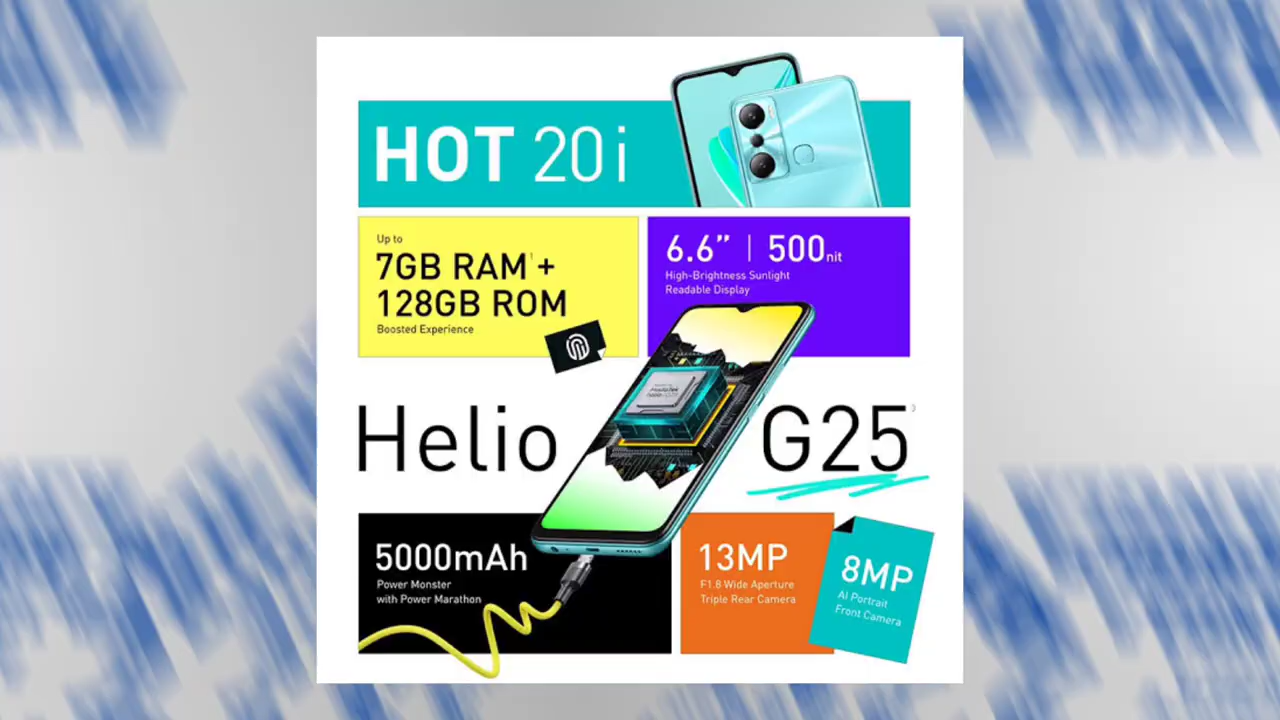 HOT 20i
Up to
7GB RAM¹+
128GB ROM
Boosted Experience
6.6” | 500nit
High-Brightness Sunlight
Readable Display
MediaTek
Helio G25
5000mAh
Power Monster
with Power Marathon
13MP
F1.8 Wide Aperture
Triple Rear Camera
8MP
AI Portrait
Front Camera